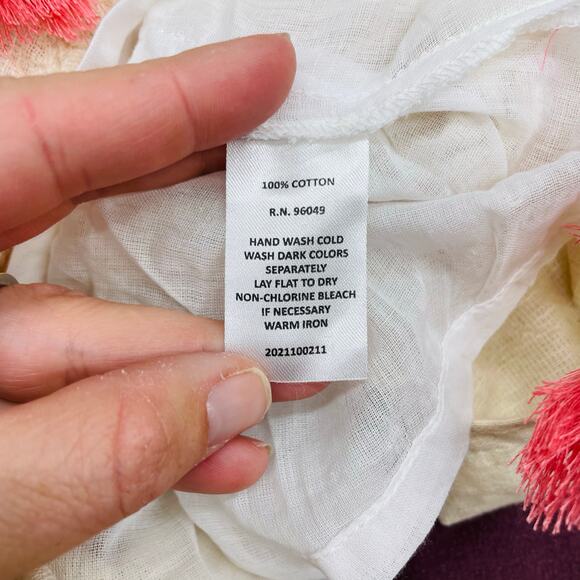 100% COTTON
R.N. 96049
HAND WASH COLD
WASH DARK COLORS
SEPARATELY
LAY FLAT TO DRY
NON-CHLORINE BLEACH
IF NECESSARY
WARM IRON
2021100211